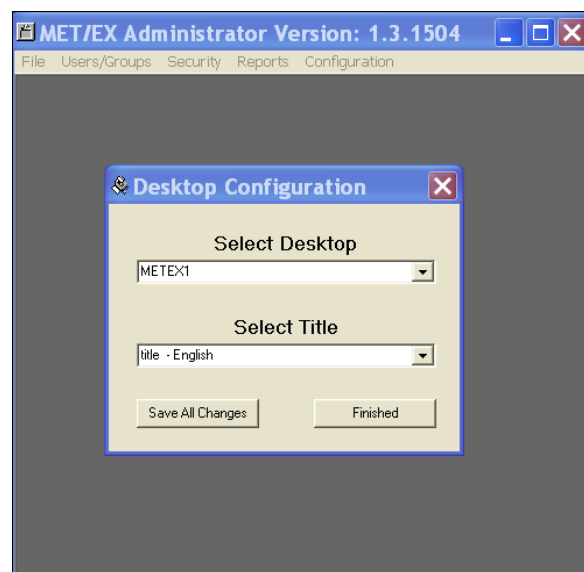 MET/EX Administrator Version: 1.3.1504
File Users/Groups Security Reports Configuration
Desktop Configuration
Select Desktop
METEX1
Select Title
title - English
Save All Changes Finished